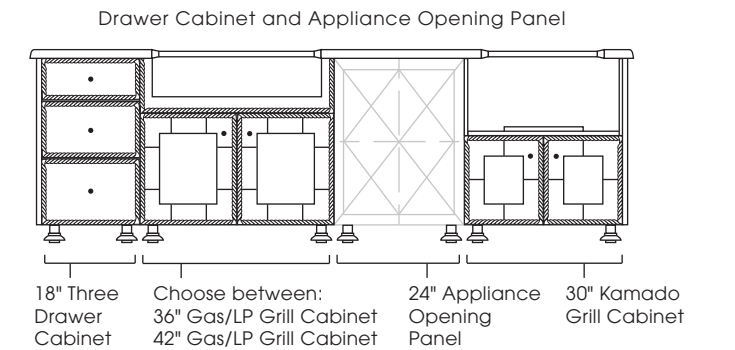 Drawer Cabinet and Appliance Opening Panel
18" Three
Drawer
Cabinet
Choose between:
36" Gas/LP Grill Cabinet
42" Gas/LP Grill Cabinet
24" Appliance
Opening
Panel
30" Kamado
Grill Cabinet